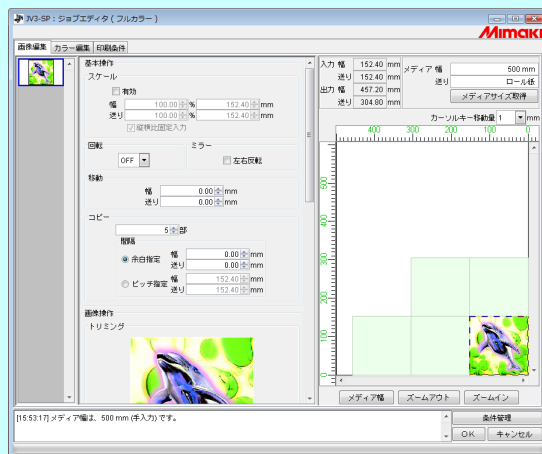 JV3-SP : ジョブエディタ ( フルカラー )
Mimaki
画像編集 カラー編集 印刷条件
基本操作
スケール
有効
幅 100.00 % 152.40 mm
送り 100.00 % 152.40 mm
縦横比固定入力
回転 ミラー
OFF 左右反転
移動
幅 0.00 mm
送り 0.00 mm
コピー
5 部
間隔
余白指定 幅 0.00 mm
送り 0.00 mm
ピッチ指定 幅 152.40 mm
送り 152.40 mm
画像操作
トリミング
入力 幅 152.40 mm
送り 152.40 mm
出力 幅 457.20 mm
送り 304.80 mm
メディア 幅 500 mm
送り ロール紙
メディアサイズ取得
カーソルキー移動量 1 mm
400 300 200 100 0
500
400
300
200
100
0
メディア幅 ズームアウト ズームイン
[15:53:17] メディア幅は、500 mm (手入力) です。
条件管理
OK キャンセル